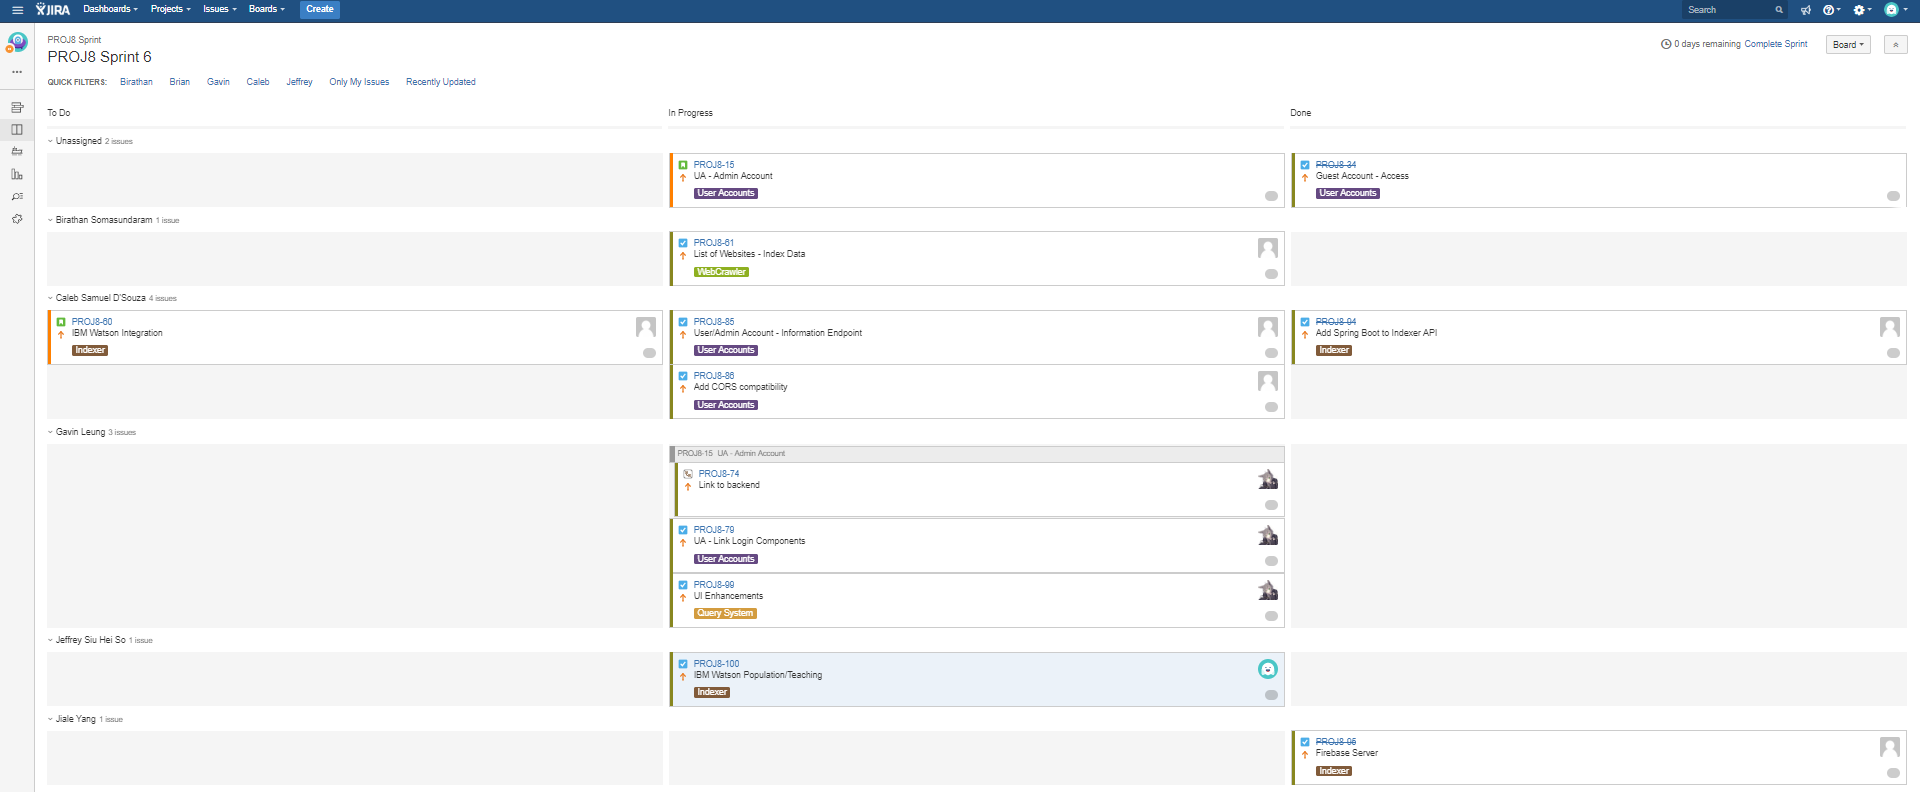 JIRA Dashboards Projects Issues Boards Create Search
PROJ8 Sprint
PROJ8 Sprint 6
0 days remaining Complete Sprint Board
QUICK FILTERS: Birathan Brian Gavin Caleb Jeffrey Only My Issues Recently Updated
To Do In Progress Done
Unassigned 2 issues
PROJ8-15
UA - Admin Account
User Accounts
PROJ8-34
Guest Account - Access
User Accounts
Birathan Somasundaram 1 issue
PROJ8-61
List of Websites - Index Data
WebCrawler
Caleb Samuel D'Souza 4 issues
PROJ8-60
IBM Watson Integration
Indexer
PROJ8-85
User/Admin Account - Information Endpoint
User Accounts
PROJ8-94
Add Spring Boot to Indexer API
Indexer
PROJ8-86
Add CORS compatibility
User Accounts
Gavin Leung 3 issues
PROJ8-15 UA - Admin Account
PROJ8-74
Link to backend
PROJ8-79
UA - Link Login Components
User Accounts
PROJ8-99
UI Enhancements
Query System
Jeffrey Siu Hei So 1 issue
PROJ8-100
IBM Watson Population/Teaching
Indexer
Jiale Yang 1 issue
PROJ8-95
Firebase Server
Indexer